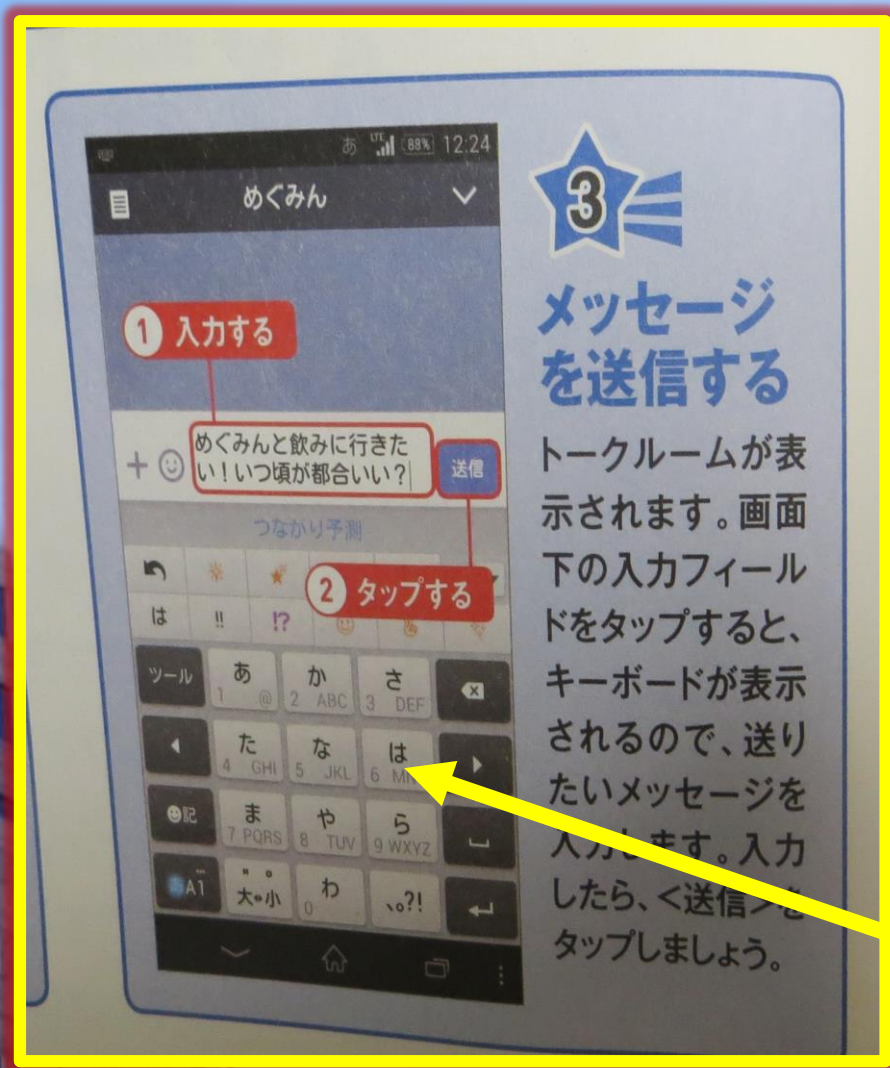 あ LTE 88% 12:24
めぐみん
1 入力する
めぐみんと飲みに行きた
い！いつ頃が都合いい？
送信
つながり予測
2 タップする
は !! !?
ツール あ か さ
1 @ 2 ABC 3 DEF
た な は
4 GHI 5 JKL 6
記 ま や ら
7 PQRS 8 TUV 9 WXYZ
あA1 大⇔小 わ 、。?!
0
3
メッセージ
を送信する
トークルームが表
示されます。画面
下の入力フィール
ドをタップすると、
キーボードが表示
されるので、送り
たいメッセージを
入力します。入力
したら、<送信>を
タップしましょう。